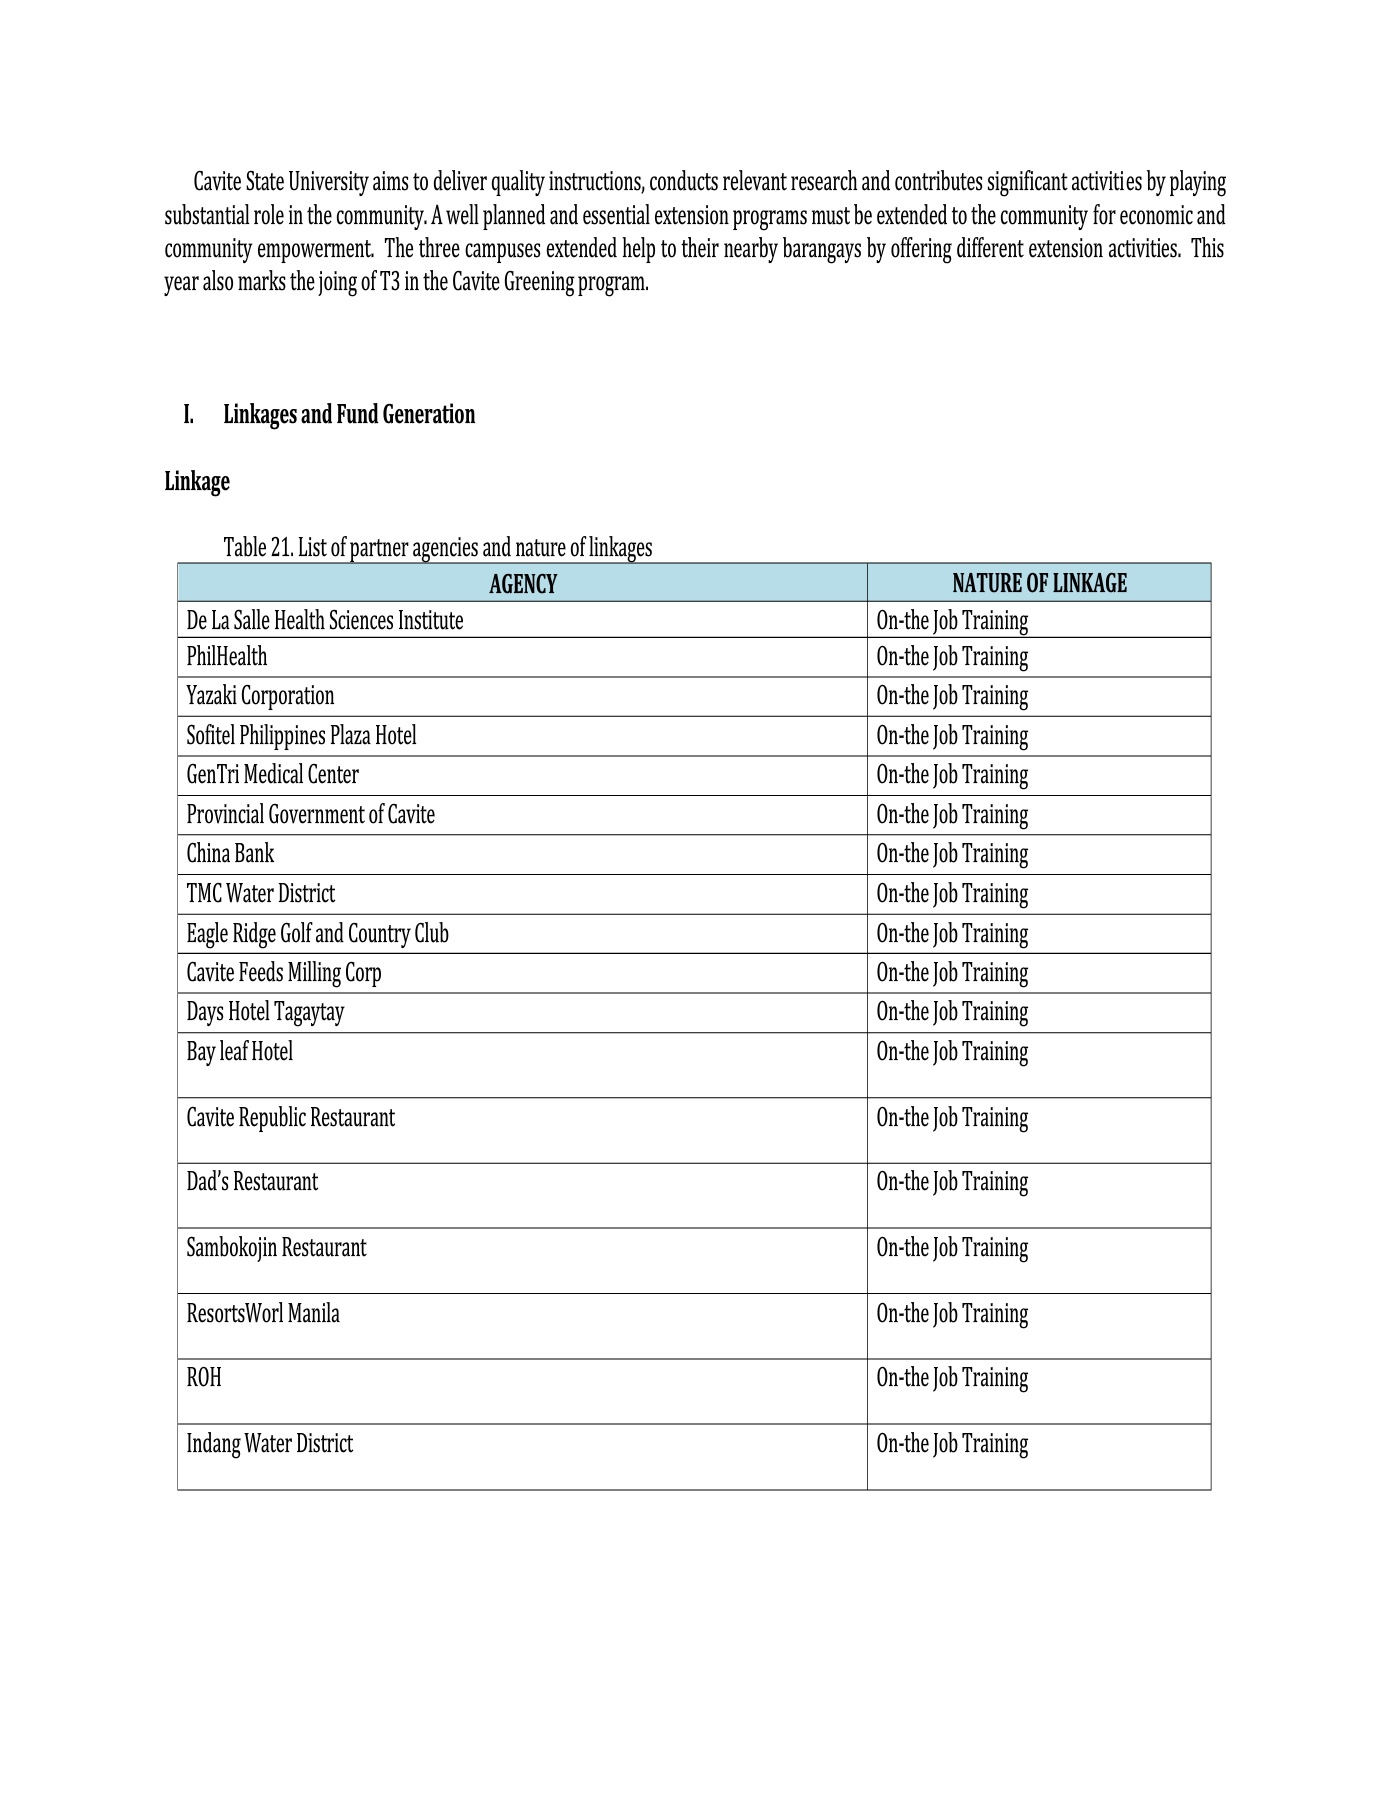 Cavite State University aims to deliver quality instructions, conducts relevant research and contributes significant activities by playing
substantial role in the community. A well planned and essential extension programs must be extended to the community for economic and
community empowerment. The three campuses extended help to their nearby barangays by offering different extension activities. This
year also marks the joing of T3 in the Cavite Greening program.
I. Linkages and Fund Generation
Linkage
Table 21. List of partner agencies and nature of linkages
AGENCY NATURE OF LINKAGE
De La Salle Health Sciences Institute On-the Job Training
PhilHealth On-the Job Training
Yazaki Corporation On-the Job Training
Sofitel Philippines Plaza Hotel On-the Job Training
GenTri Medical Center On-the Job Training
Provincial Government of Cavite On-the Job Training
China Bank On-the Job Training
TMC Water District On-the Job Training
Eagle Ridge Golf and Country Club On-the Job Training
Cavite Feeds Milling Corp On-the Job Training
Days Hotel Tagaytay On-the Job Training
Bay leaf Hotel On-the Job Training
Cavite Republic Restaurant On-the Job Training
Dad’s Restaurant On-the Job Training
Sambokojin Restaurant On-the Job Training
ResortsWorl Manila On-the Job Training
ROH On-the Job Training
Indang Water District On-the Job Training